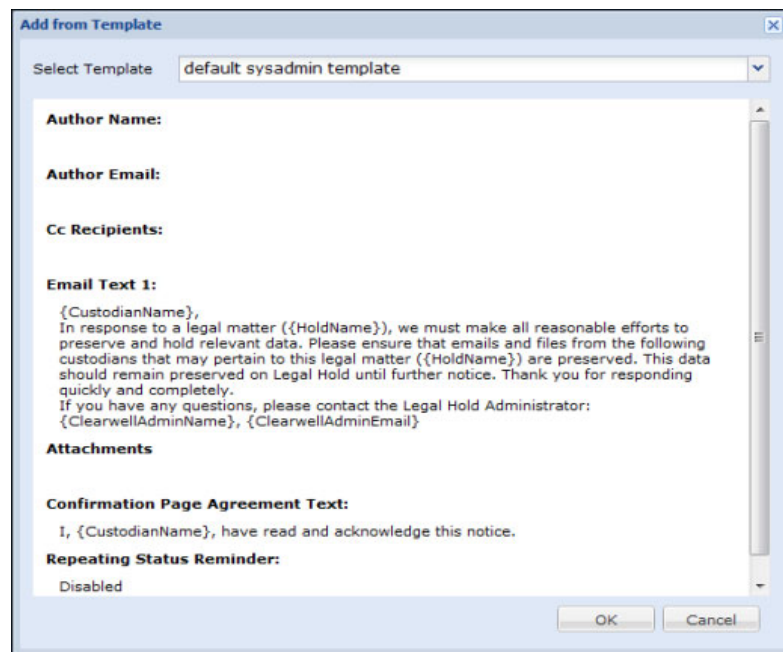 Add from Template
Select Template default sysadmin template
Author Name:
Author Email:
Cc Recipients:
Email Text 1:
{CustodianName},
In response to a legal matter ({HoldName}), we must make all reasonable efforts to
preserve and hold relevant data. Please ensure that emails and files from the following
custodians that may pertain to this legal matter ({HoldName}) are preserved. This data
should remain preserved on Legal Hold until further notice. Thank you for responding
quickly and completely.
If you have any questions, please contact the Legal Hold Administrator:
{ClearwellAdminName}, {ClearwellAdminEmail}
Attachments
Confirmation Page Agreement Text:
I, {CustodianName}, have read and acknowledge this notice.
Repeating Status Reminder:
Disabled
OK Cancel